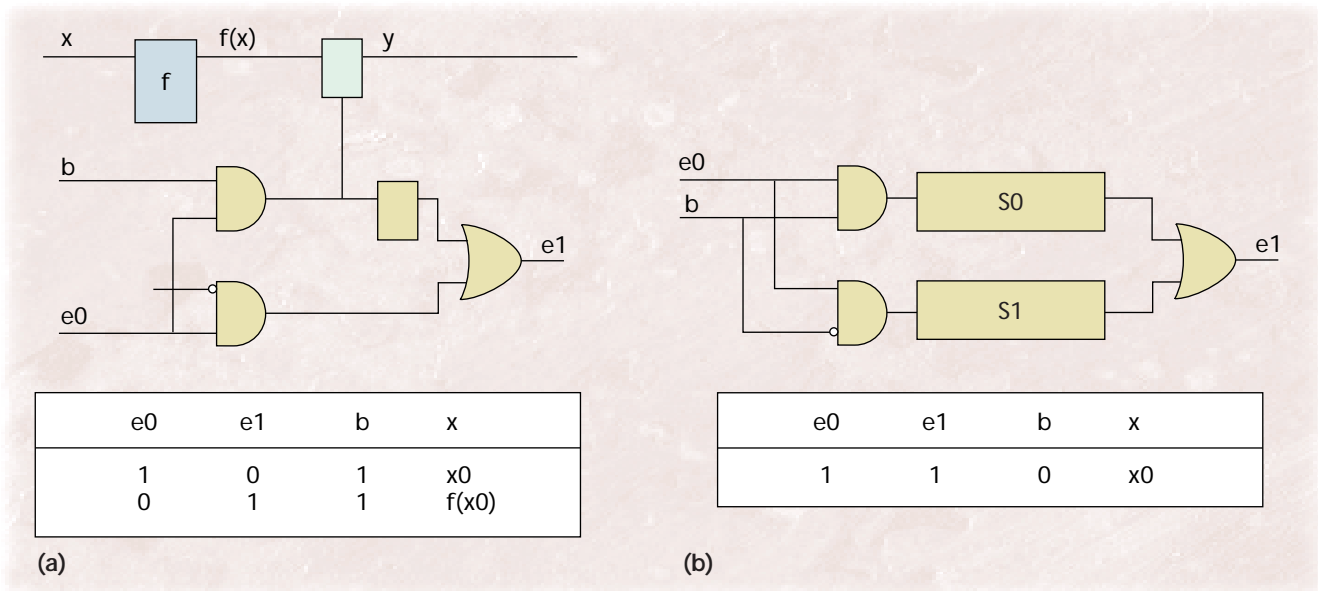 x f(x) y
f
b
e0
e1
e0 e1 b x
1 0 1 x0
0 1 1 f(x0)
(a)
e0
b
S0
S1
e1
e0 e1 b x
1 1 0 x0
(b)